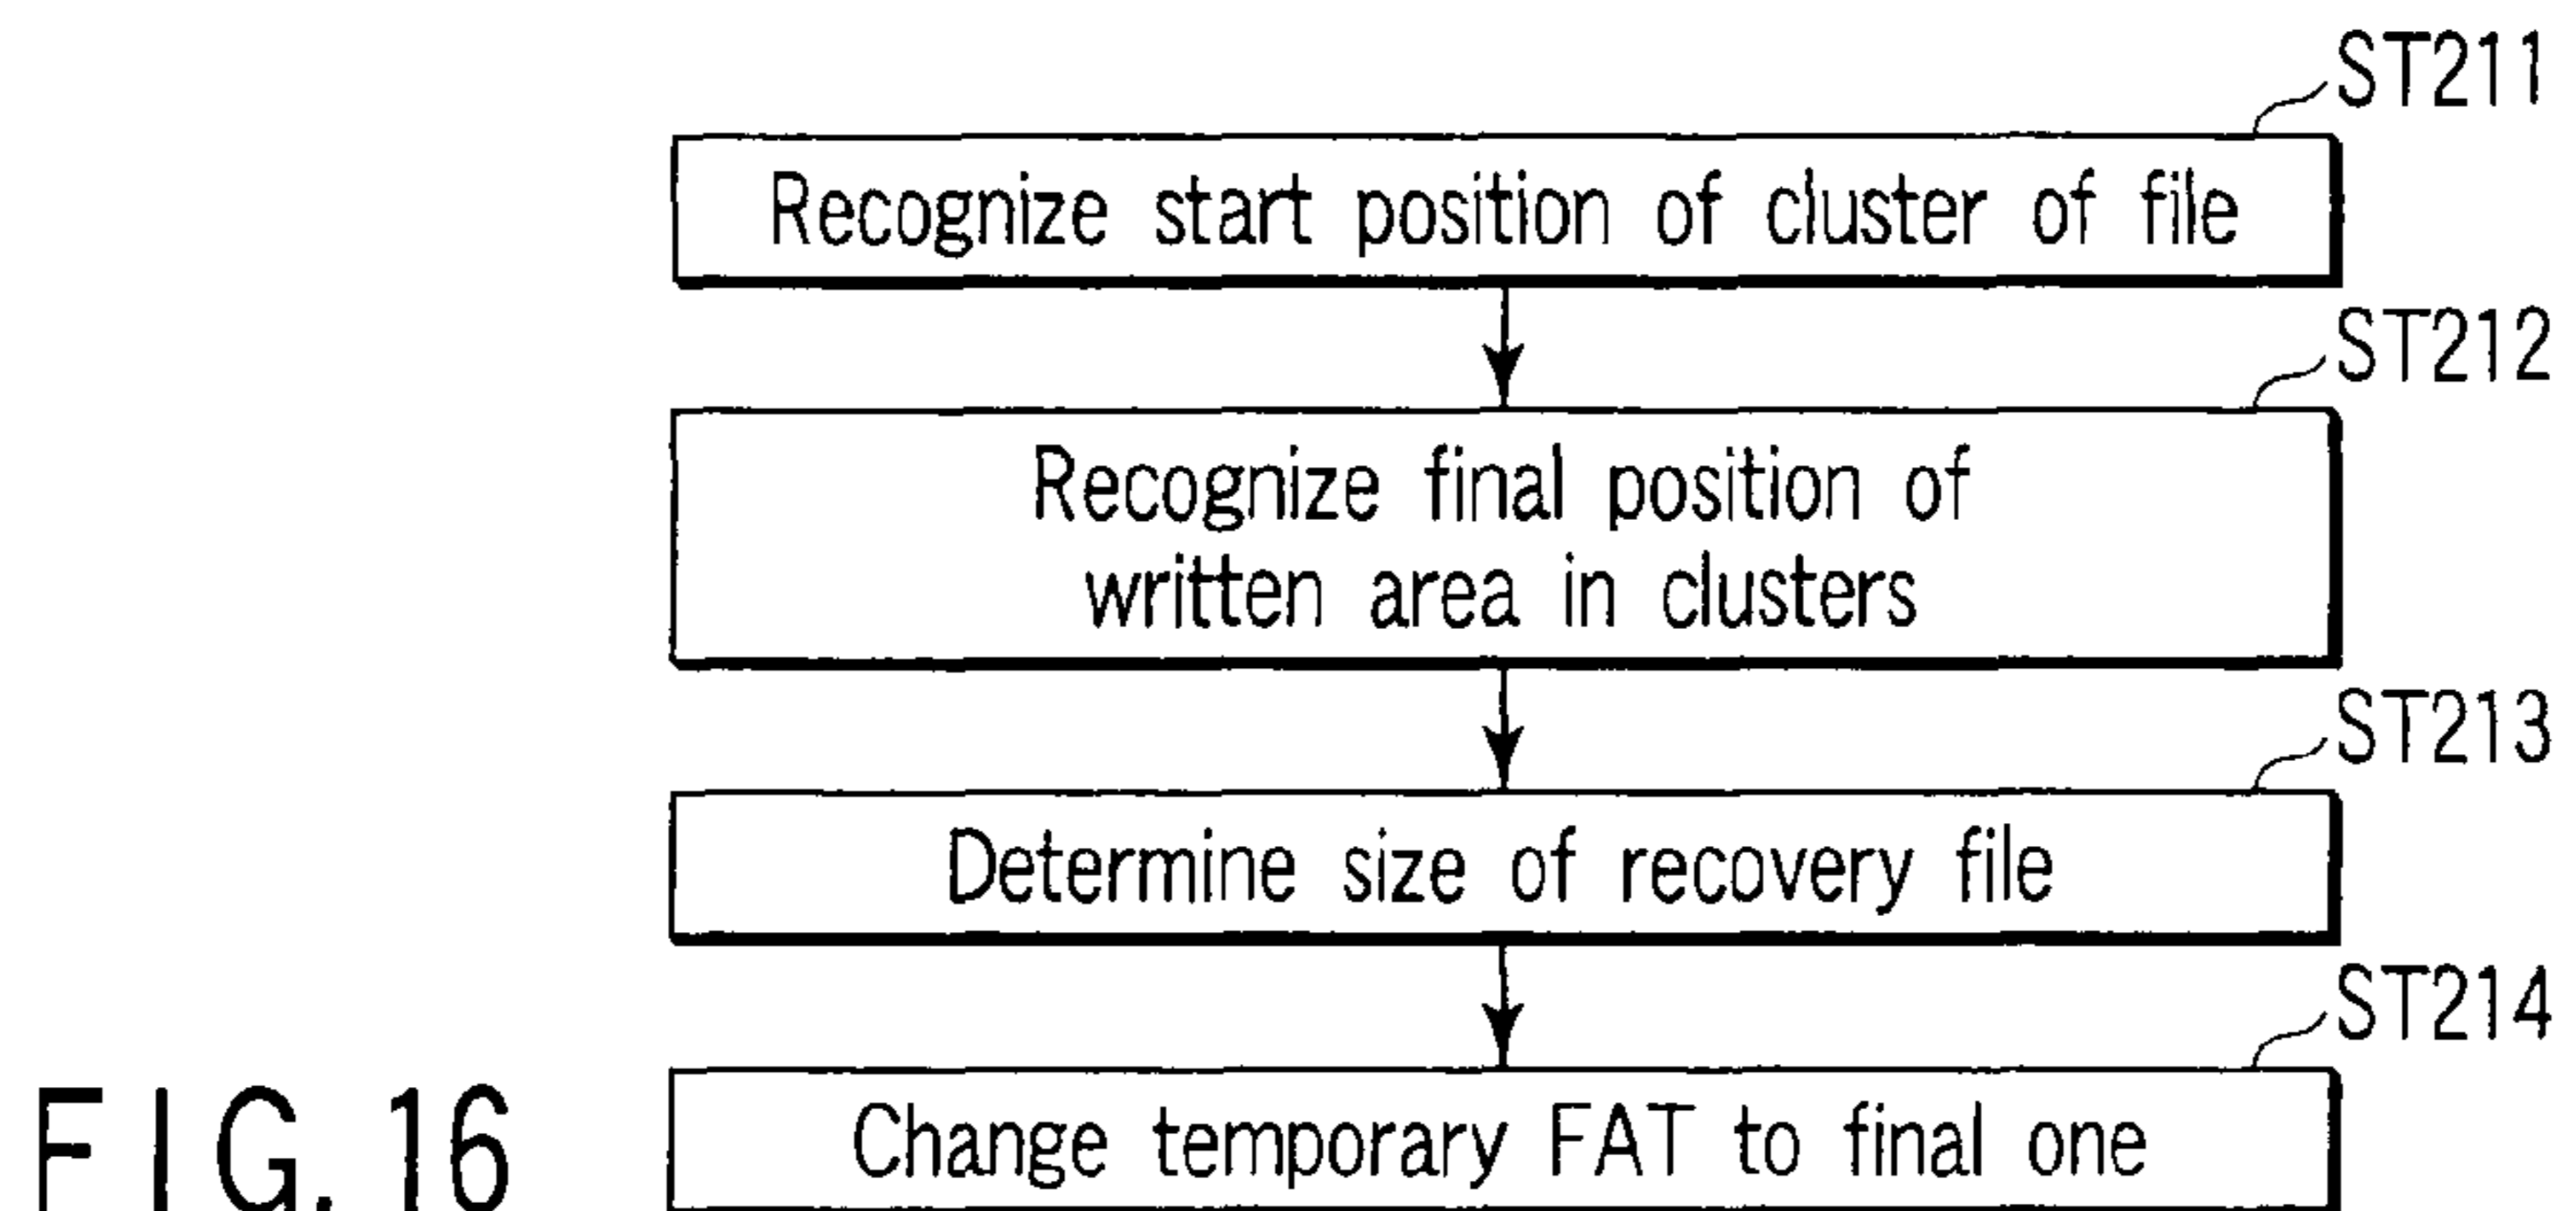 ST211
Recognize start position of cluster of file
ST212
Recognize final position of
written area in clusters
ST213
Determine size of recovery file
ST214
Change temporary FAT to final one
FIG. 16